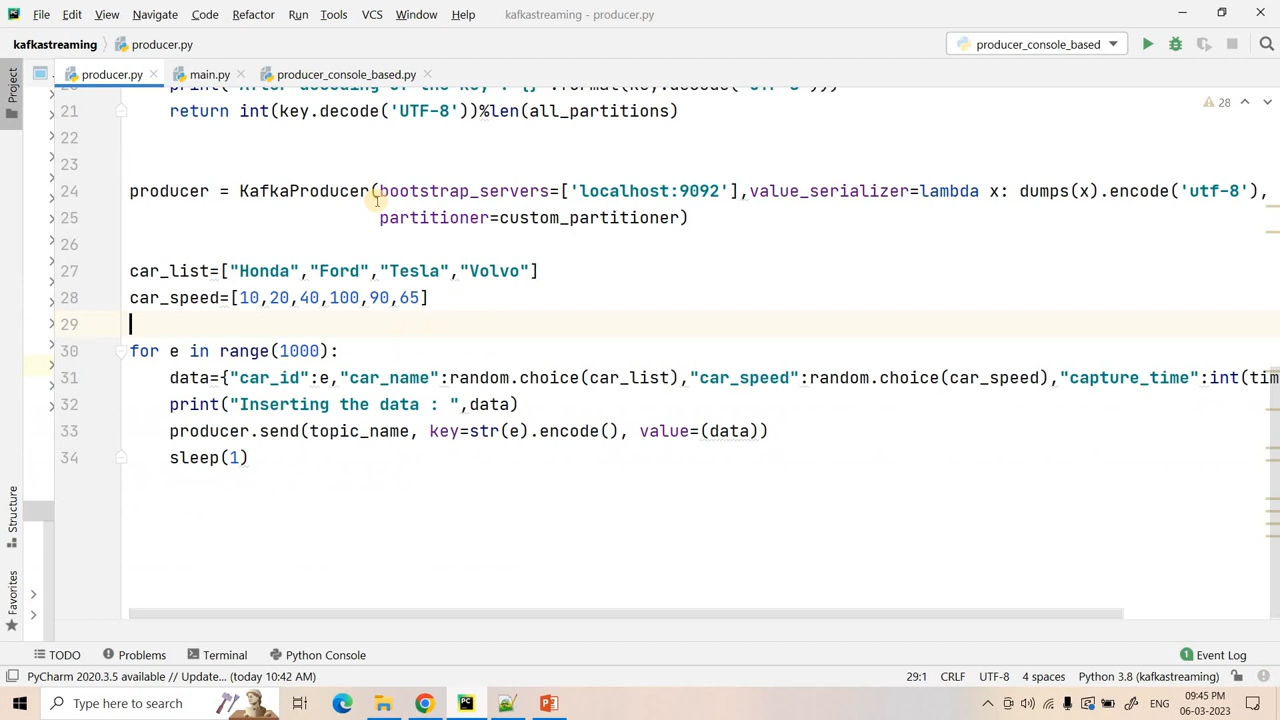 File Edit View Navigate Code Refactor Run Tools VCS Window Help kafkastreaming - producer.py
kafkastreaming producer.py producer_console_based
producer.py main.py producer_console_based.py
Project
28
21 return int(key.decode('UTF-8'))%len(all_partitions)
22
23
24 producer = KafkaProducer(bootstrap_servers=['localhost:9092'],value_serializer=lambda x: dumps(x).encode('utf-8'),
25 partitioner=custom_partitioner)
26
27 car_list=["Honda","Ford","Tesla","Volvo"]
28 car_speed=[10,20,40,100,90,65]
29
30 for e in range(1000):
31 data={"car_id":e,"car_name":random.choice(car_list),"car_speed":random.choice(car_speed),"capture_time":int(tim
32 print("Inserting the data : ",data)
33 producer.send(topic_name, key=str(e).encode(), value=(data))
34 sleep(1)
Structure
Favorites
TODO Problems Terminal Python Console 1 Event Log
PyCharm 2020.3.5 available // Update... (today 10:42 AM) 29:1 CRLF UTF-8 4 spaces Python 3.8 (kafkastreaming)
Type here to search ENG 09:45 PM
06-03-2023